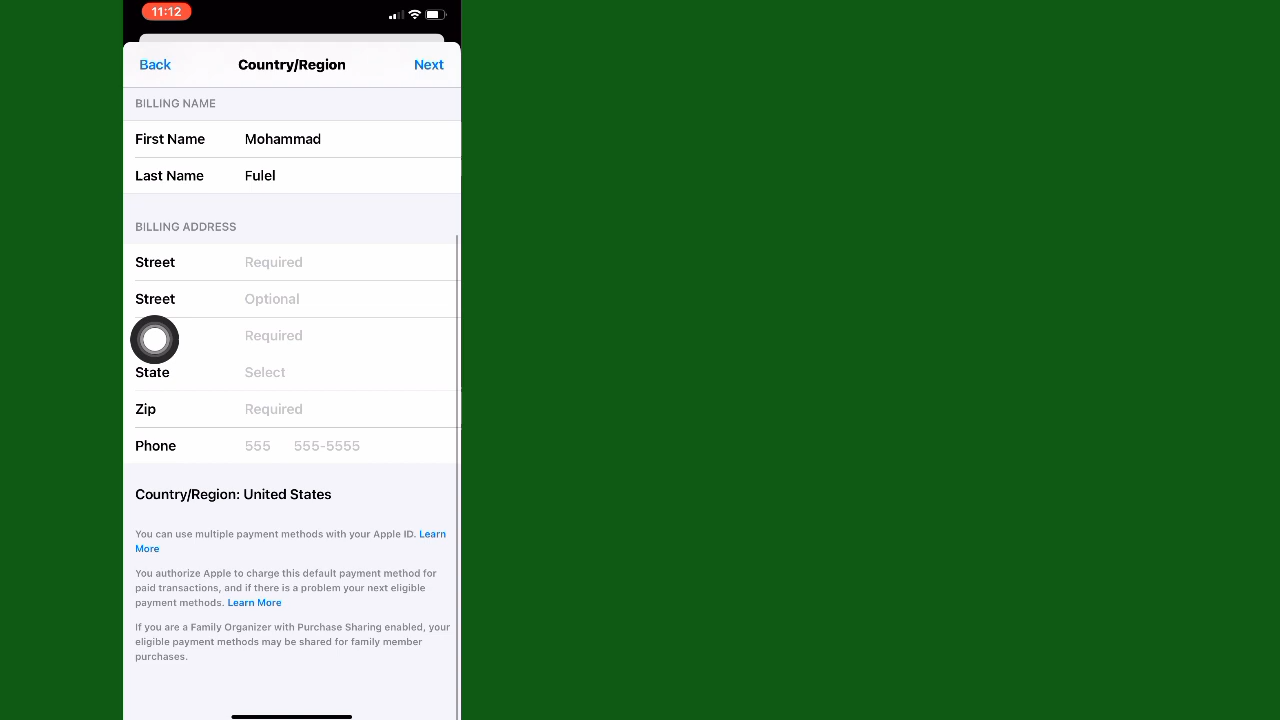 11:12
Back Country/Region Next
BILLING NAME
First Name Mohammad
Last Name Fulel
BILLING ADDRESS
Street Required
Street Optional
Required
State Select
Zip Required
Phone 555 555-5555
Country/Region: United States
You can use multiple payment methods with your Apple ID. Learn
More
You authorize Apple to charge this default payment method for
paid transactions, and if there is a problem your next eligible
payment methods. Learn More
If you are a Family Organizer with Purchase Sharing enabled, your
eligible payment methods may be shared for family member
purchases.